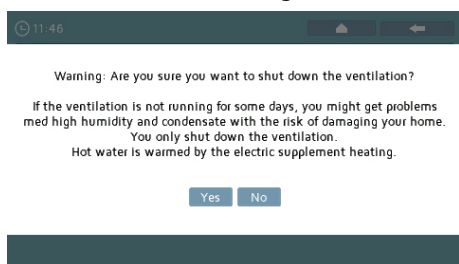 11:46
Warning: Are you sure you want to shut down the ventilation?
If the ventilation is not running for some days, you might get problems
med high humidity and condensate with the risk of damaging your home.
You only shut down the ventilation.
Hot water is warmed by the electric supplement heating.
Yes No